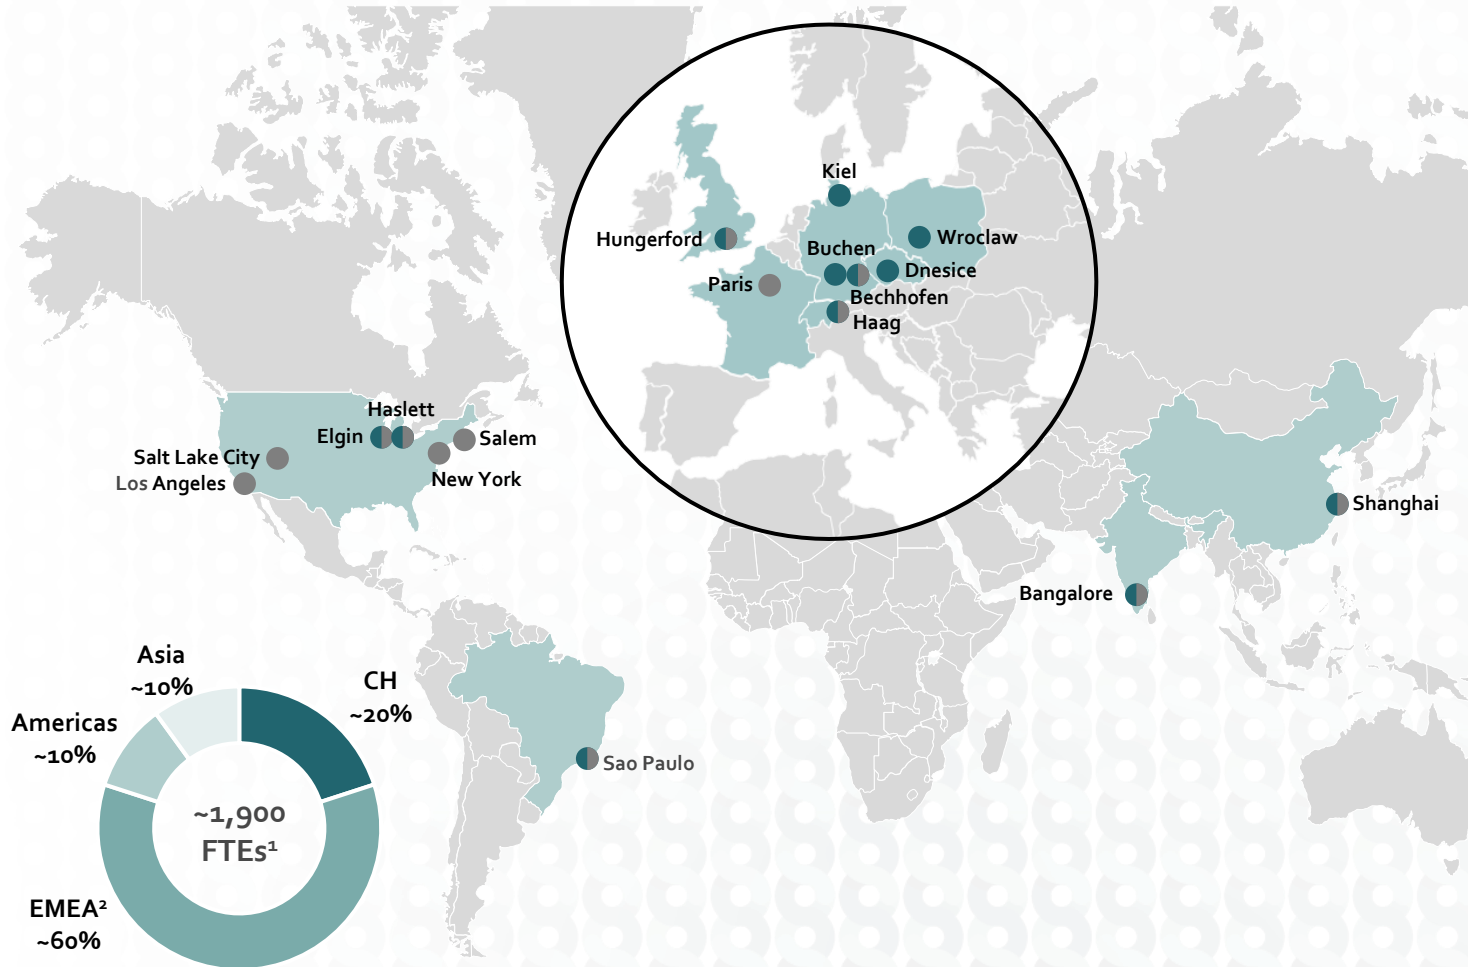 Kiel
Hungerford
Wroclaw
Buchen
Dnesice
Paris
Bechhofen
Haag
Haslett
Elgin
Salem
Salt Lake City
New York
Los Angeles
Shanghai
Bangalore
Sao Paulo
Asia
~10%
CH
~20%
Americas
~10%
~1,900
FTEs¹
EMEA²
~60%